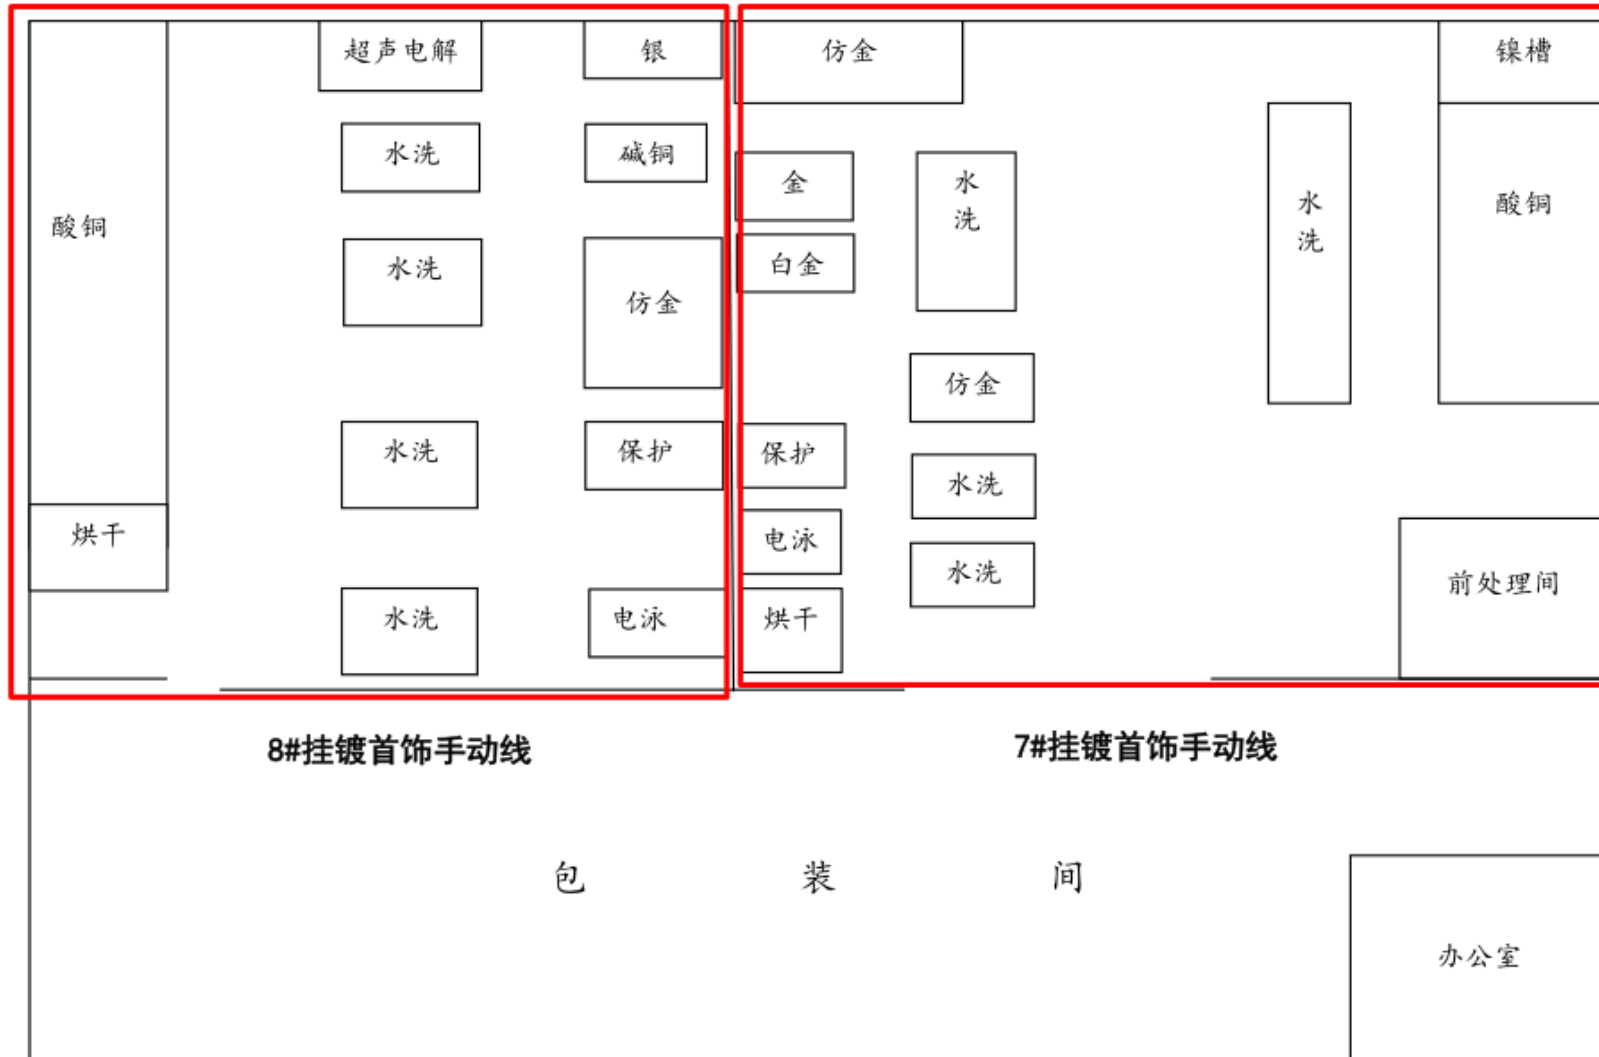 超声电解
银
仿金
镍槽
水洗
碱铜
金
水
洗
酸铜
水
洗
酸铜
水洗
仿金
白金
仿金
水洗
保护
保护
水洗
烘干
电泳
水洗
前处理间
水洗
电泳
烘干
8#挂镀首饰手动线
7#挂镀首饰手动线
包 装 间
办公室